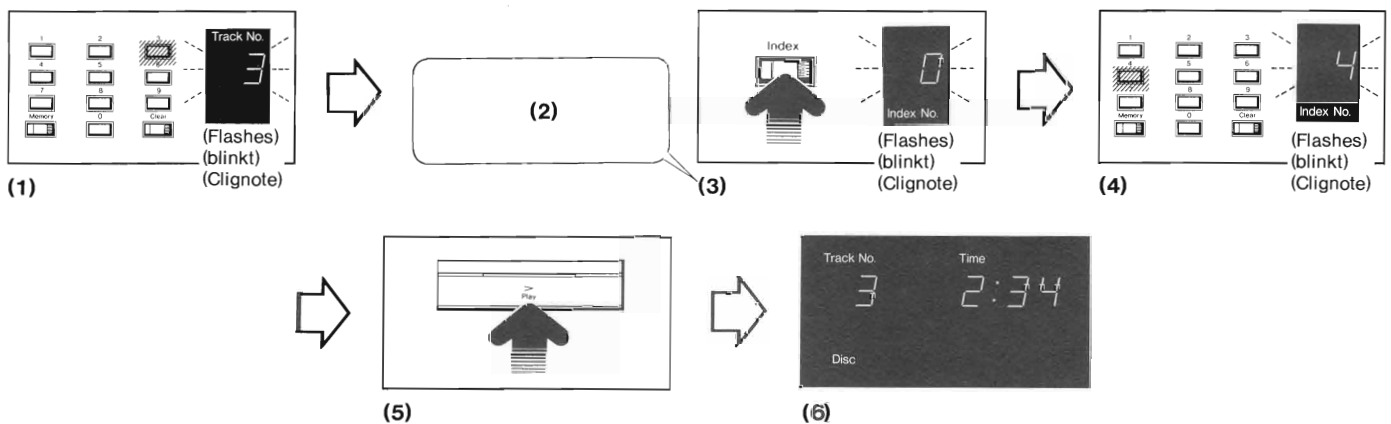 Track No.
3
1 2 3
4 5 6
7 8 9
Memory 0 Clear
(Flashes)
(blinkt)
(Clignote)
(1)
(2)
Index
0
Index No.
(Flashes)
(blinkt)
(Clignote)
(3)
1 2 3
4 5 6
8 9
Memory 0 Clear
4
Index No.
(Flashes)
(blinkt)
(Clignote)
(4)
>
Play
(5)
Track No. Time
3 2:34
Disc
(6)